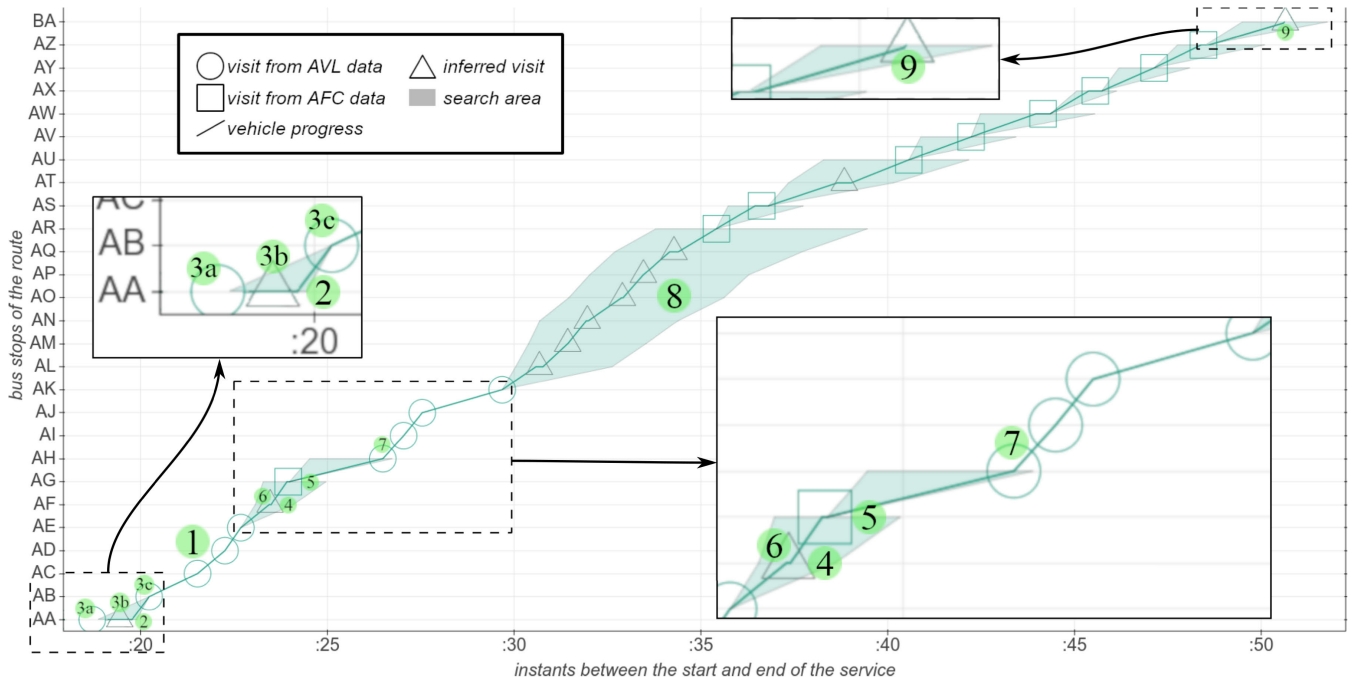 bus stops of the route
BA
AZ
AY
AX
AW
AV
AU
AT
AS
AR
AQ
AP
AO
AN
AM
AL
AK
AJ
AI
AH
AG
AF
AE
AD
AC
AB
AA
visit from AVL data
inferred visit
visit from AFC data
search area
vehicle progress
9
9
AC
3c
AB
3a
3b
AA
2
:20
8
7
6
5
4
1
7
6
5
4
3c
3a
3b
2
:20
:25
:30
:35
:40
:45
:50
instants between the start and end of the service